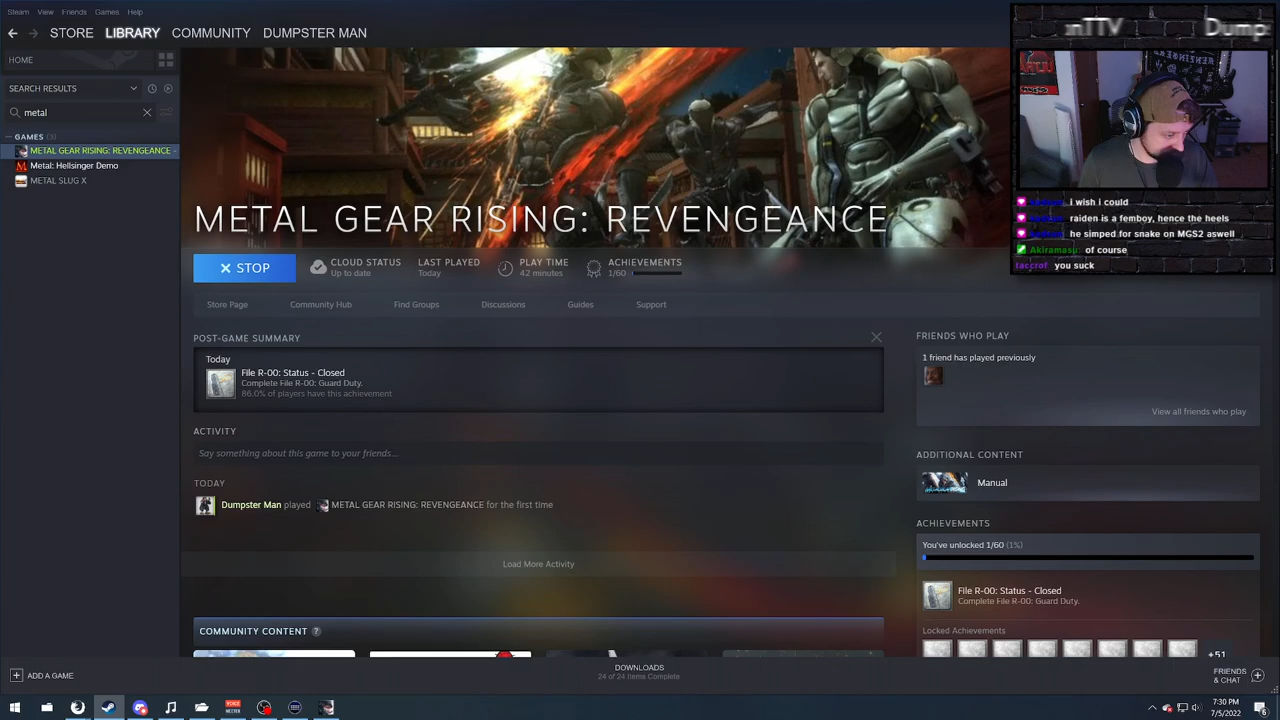 Steam View Friends Games Help
STORE LIBRARY COMMUNITY DUMPSTER MAN
HOME
SEARCH RESULTS
metal
GAMES (3)
METAL GEAR RISING: REVENGEANCE -
Metal: Hellsinger Demo
METAL SLUG X
METAL GEAR RISING: REVENGEANCE
STOP
CLOUD STATUS
Up to date
LAST PLAYED
Today
PLAY TIME
42 minutes
ACHIEVEMENTS
1/60
Store Page Community Hub Find Groups Discussions Guides Support
POST-GAME SUMMARY
Today
File R-00: Status - Closed
Complete File R-00: Guard Duty.
86.0% of players have this achievement
ACTIVITY
Say something about this game to your friends...
TODAY
Dumpster Man played METAL GEAR RISING: REVENGEANCE for the first time
Load More Activity
COMMUNITY CONTENT ?
FRIENDS WHO PLAY
1 friend has played previously
View all friends who play
ADDITIONAL CONTENT
Manual
ACHIEVEMENTS
You've unlocked 1/60 (1%)
File R-00: Status - Closed
Complete File R-00: Guard Duty.
Locked Achievements
+51
nTTV Dump
i wish i could
raiden is a femboy, hence the heels
he simped for snake on MGS2 aswell
Akiramasu: of course
taccrof: you suck
ADD A GAME
DOWNLOADS
24 of 24 Items Complete
FRIENDS
& CHAT
VOICE
MEETER
7:30 PM
7/5/2022
6